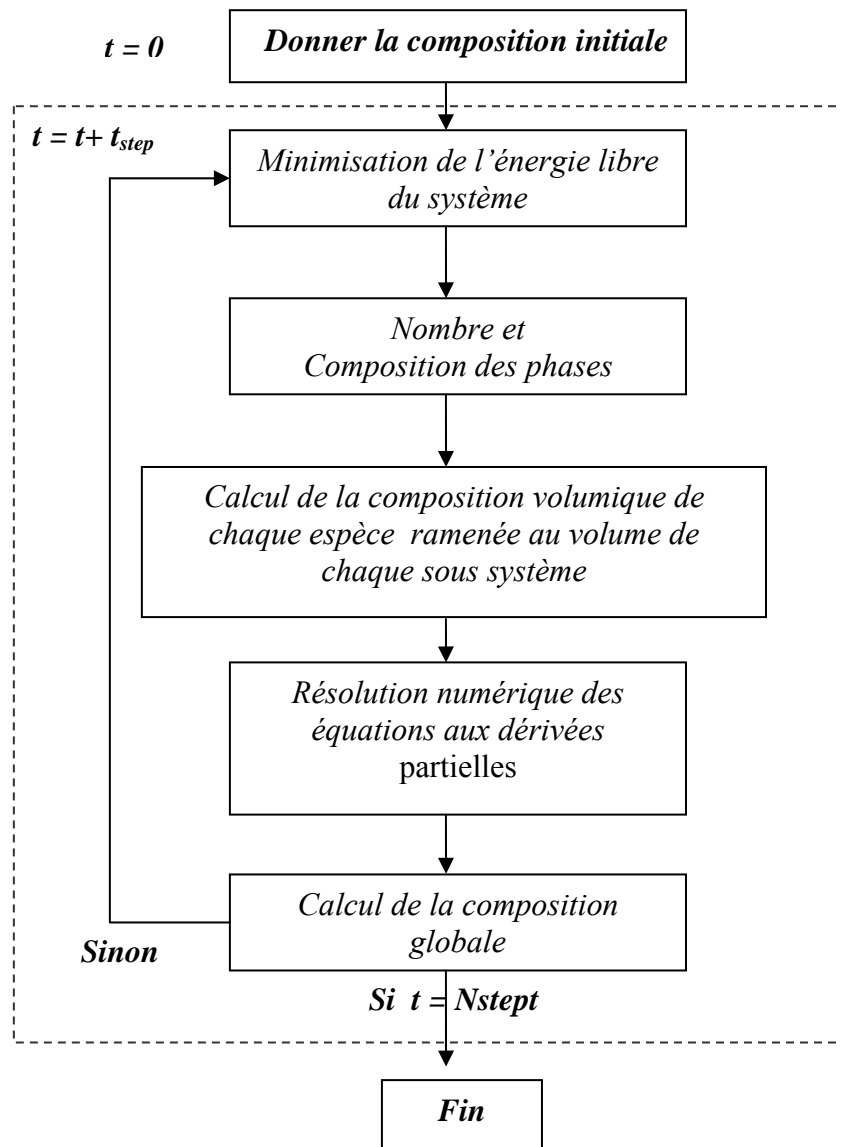 t = 0
Donner la composition initiale
t = t+ tstep
Minimisation de l’énergie libre
du système
Nombre et
Composition des phases
Calcul de la composition volumique de
chaque espèce ramenée au volume de
chaque sous système
Résolution numérique des
équations aux dérivées
partielles
Calcul de la composition
globale
Sinon
Si t = Nstept
Fin